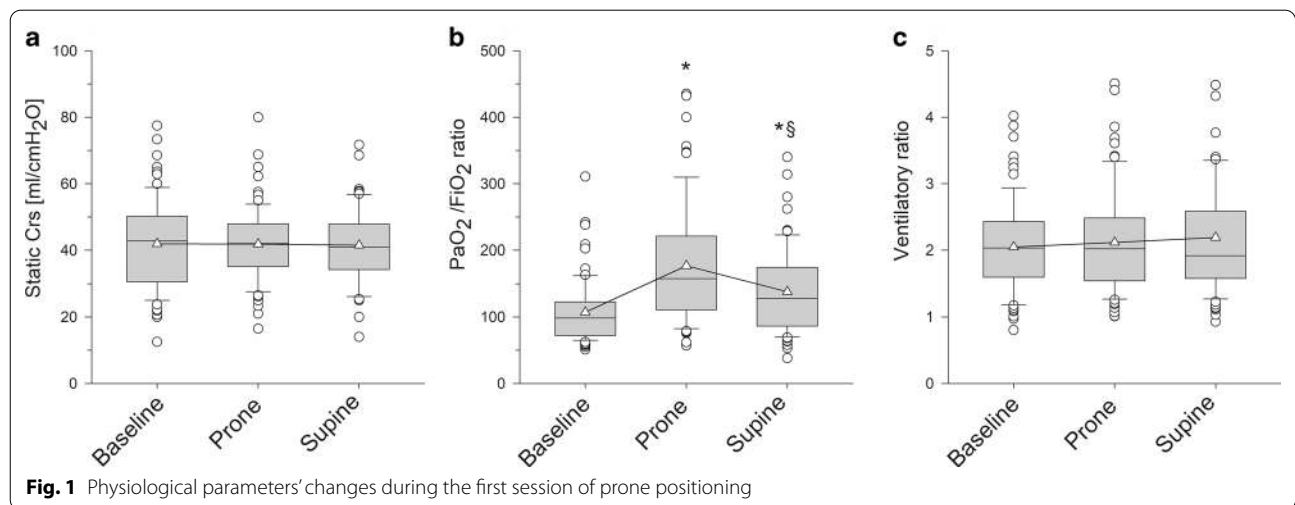 a
b
c
Static Crs [ml/cmH₂O]
100
80
60
40
20
0
Baseline
Prone
Supine
PaO₂/FiO₂ ratio
500
400
300
200
100
0
*
*§
Baseline
Prone
Supine
Ventilatory ratio
5
4
3
2
1
0
Baseline
Prone
Supine
Fig. 1 Physiological parameters' changes during the first session of prone positioning